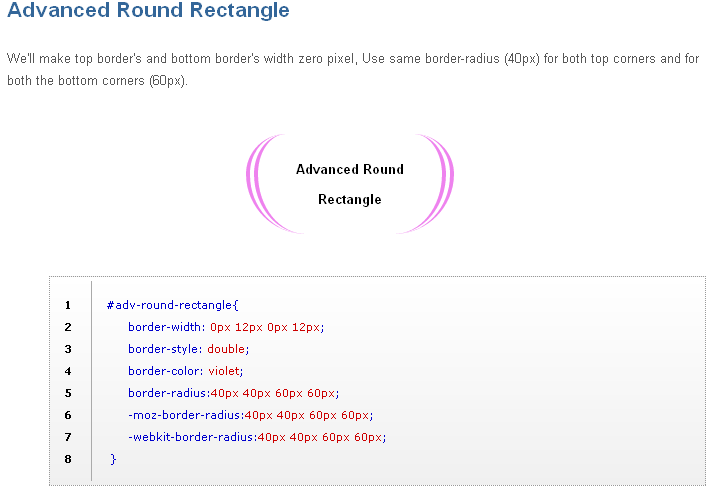 Advanced Round Rectangle
We'll make top border's and bottom border's width zero pixel, Use same border-radius (40px) for both top corners and for
both the bottom corners (60px).
Advanced Round
Rectangle
1 #adv-round-rectangle{
2 border-width: 0px 12px 0px 12px;
3 border-style: double;
4 border-color: violet;
5 border-radius:40px 40px 60px 60px;
6 -moz-border-radius:40px 40px 60px 60px;
7 -webkit-border-radius:40px 40px 60px 60px;
8 }